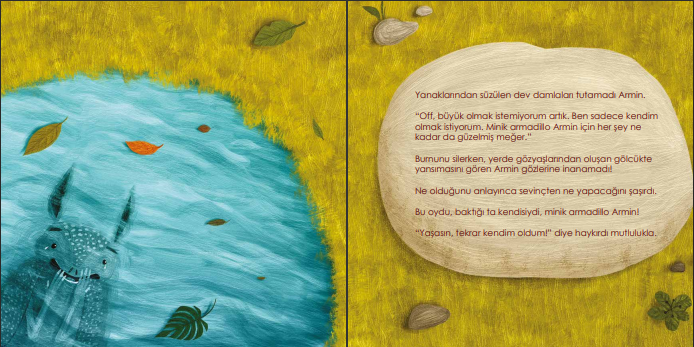 Yanaklarından süzülen dev damlaları tutamadı Armin.
“Off, büyük olmak istemiyorum artık. Ben sadece kendim
olmak istiyorum. Minik armadillo Armin için her şey ne
kadar da güzelmiş meğer.”
Burnunu silerken, yerde gözyaşlarından oluşan gölcükte
yansımasını gören Armin gözlerine inanamadı!
Ne olduğunu anlayınca sevinçten ne yapacağını şaşırdı.
Bu oydu, baktığı ta kendisiydi, minik armadillo Armin!
“Yaşasın, tekrar kendim oldum!” diye haykırdı mutlulukla.